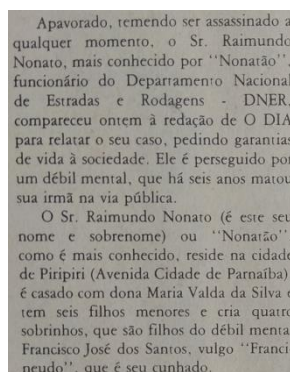 Apavorado, temendo ser assassinado a
qualquer momento, o Sr. Raimundo
Nonato, mais conhecido por "Nonatão",
funcionário do Departamento Nacional
de Estradas e Rodagens - DNER,
compareceu ontem à redação de O DIA
para relatar o seu caso, pedindo garantias
de vida à sociedade. Ele é perseguido por
um débil mental, que há seis anos matou
sua irmã na via pública.
O Sr. Raimundo Nonato (é este seu
nome e sobrenome) ou "Nonatão"
como é mais conhecido, reside na cidade
de Piripiri (Avenida Cidade de Parnaíba)
é casado com dona Maria Valda da Silva e
tem seis filhos menores e cria quatro
sobrinhos, que são filhos do débil menta
Francisco José dos Santos, vulgo "Franci
neudo", que é seu cunhado.